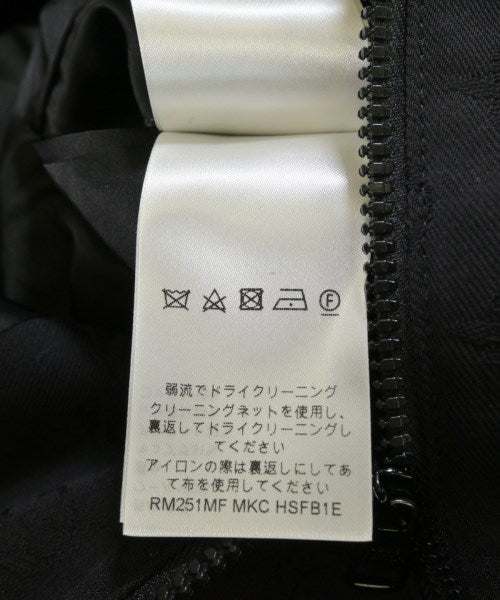 F
弱流でドライクリーニング
クリーニングネットを使用し、
裏返してドライクリーニングし
てください
アイロンの際は裏返しにしてあ
て布を使用してください
RM251MF MKC HSFB1E